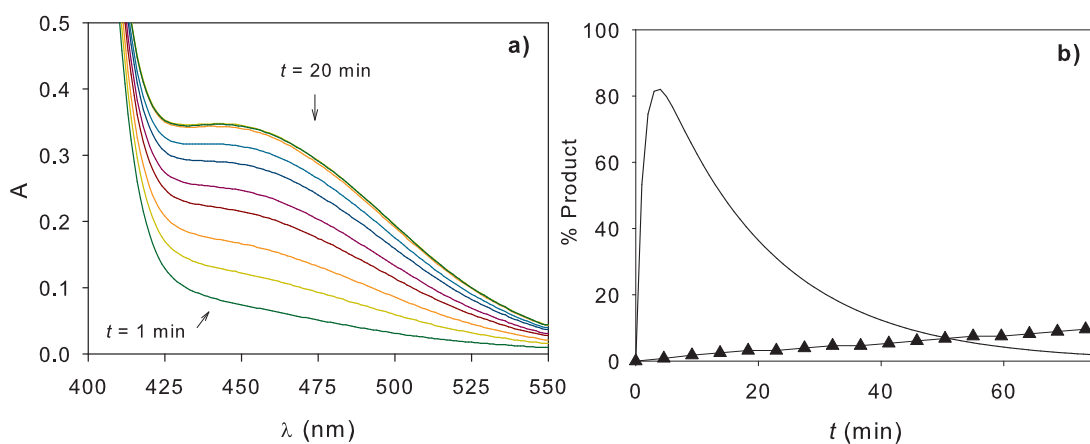 a)
t = 20 min
t = 1 min
A
0.5
0.4
0.3
0.2
0.1
0.0
400 425 450 475 500 525 550
λ (nm)
b)
% Product
100
80
60
40
20
0
0 20 40 60
t (min)